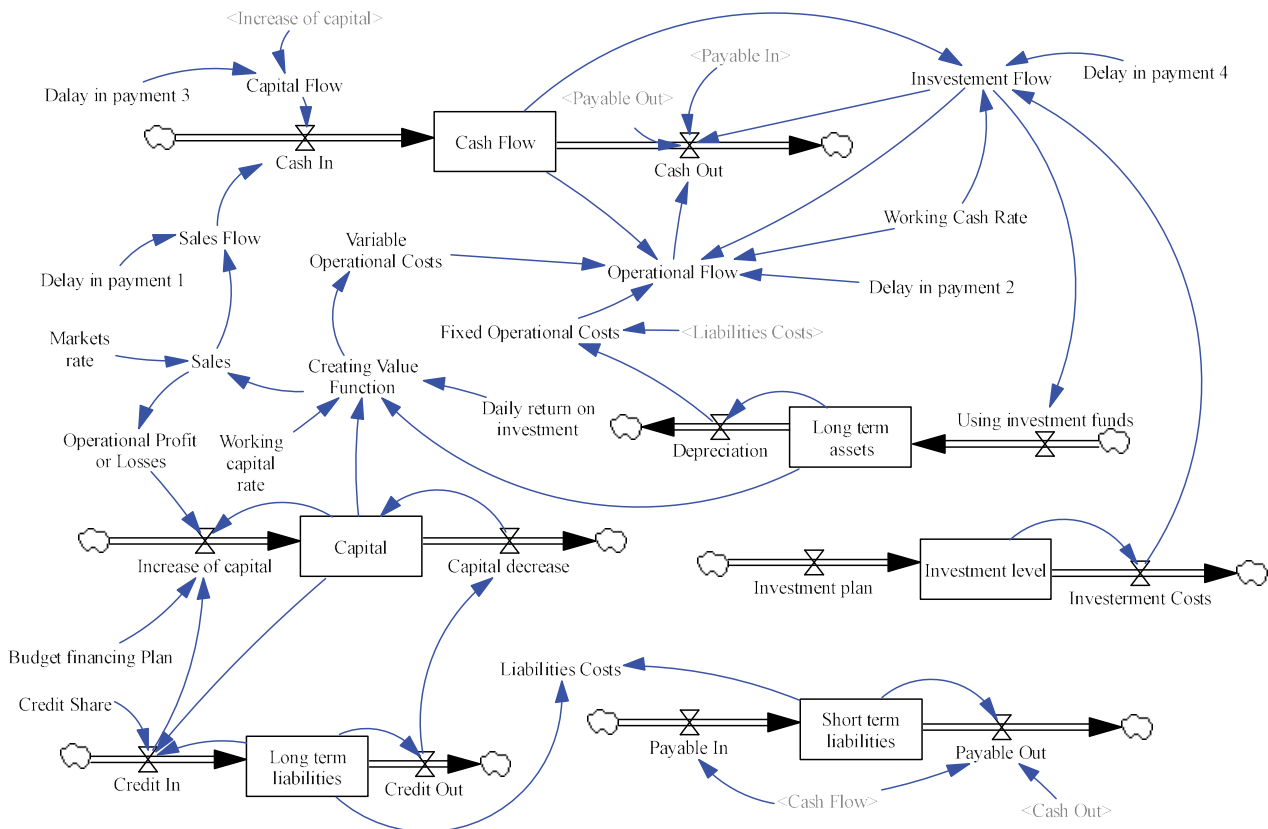 <Increase of capital>
<Payable In>
Insvestement Flow
Delay in payment 4
Capital Flow
Dalay in payment 3
<Payable Out>
Cash Flow
Cash In
Cash Out
Working Cash Rate
Sales Flow
Variable
Operational Costs
Operational Flow
Delay in payment 1
Delay in payment 2
Fixed Operational Costs
<Liabilities Costs>
Markets
rate
Sales
Creating Value
Function
Daily return on
investment
Using investment funds
Long term
assets
Depreciation
Operational Profit
or Losses
Working
capital
rate
Capital
Increase of capital
Capital decrease
Investment level
Investment plan
Investerment Costs
Budget financing Plan
Liabilities Costs
Credit Share
Short term
liabilities
Payable In
Payable Out
Long term
liabilities
Credit In
Credit Out
<Cash Flow>
<Cash Out>